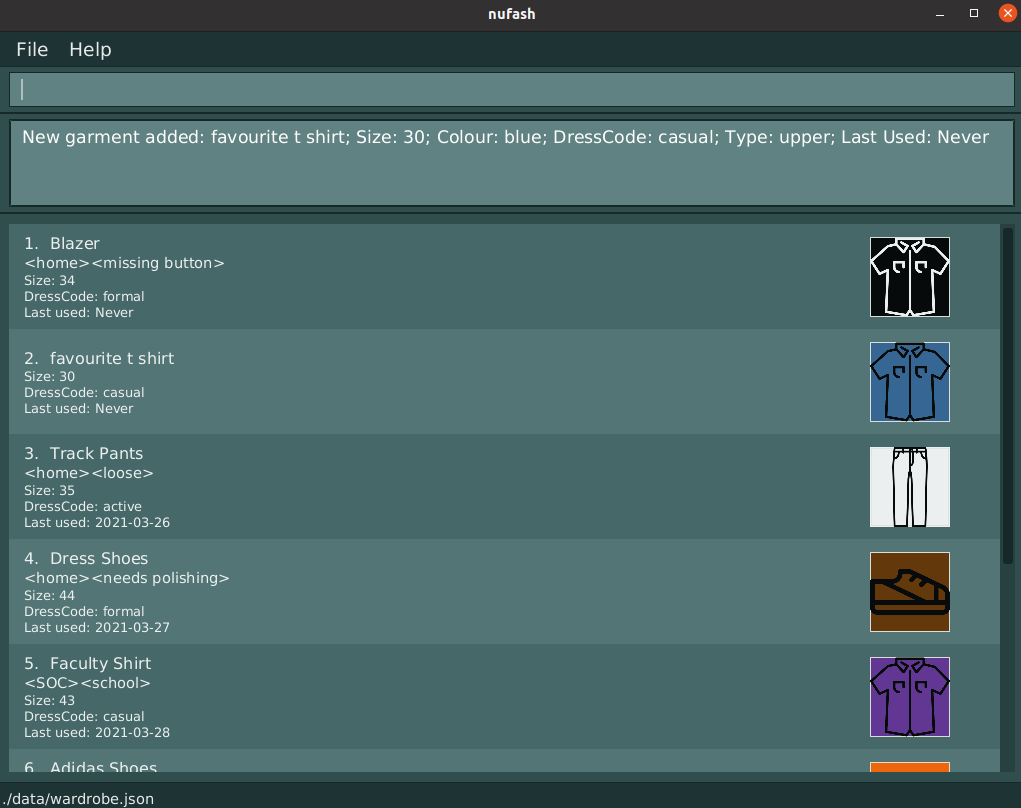 nufash
File Help
New garment added: favourite t shirt; Size: 30; Colour: blue; DressCode: casual; Type: upper; Last Used: Never
1. Blazer
<home><missing button>
Size: 34
DressCode: formal
Last used: Never
2. favourite t shirt
Size: 30
DressCode: casual
Last used: Never
3. Track Pants
<home><loose>
Size: 35
DressCode: active
Last used: 2021-03-26
4. Dress Shoes
<home><needs polishing>
Size: 44
DressCode: formal
Last used: 2021-03-27
5. Faculty Shirt
<SOC><school>
Size: 43
DressCode: casual
Last used: 2021-03-28
6. Adidas Shoes
./data/wardrobe.json